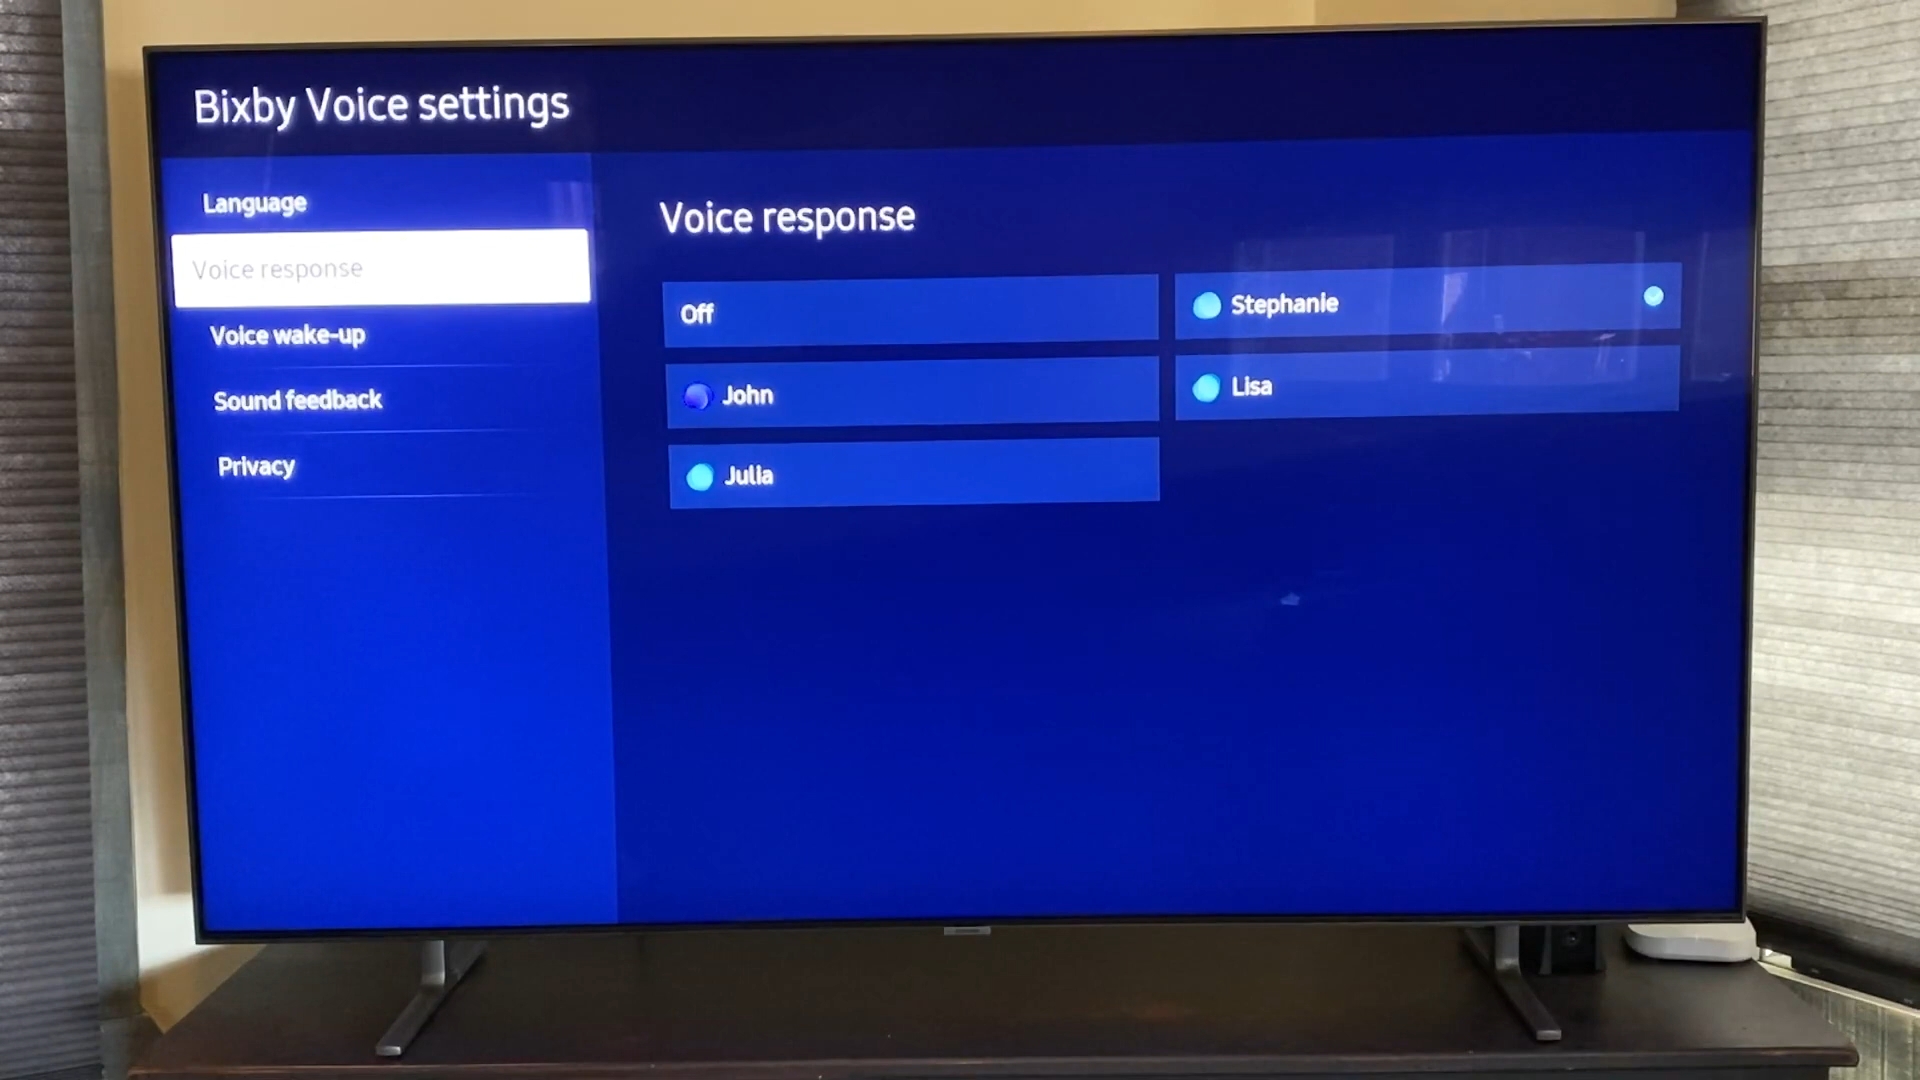 Bixby Voice settings
Language
Voice response
Voice wake-up
Sound feedback
Privacy
Voice response
Off
Stephanie
John
Lisa
Julia